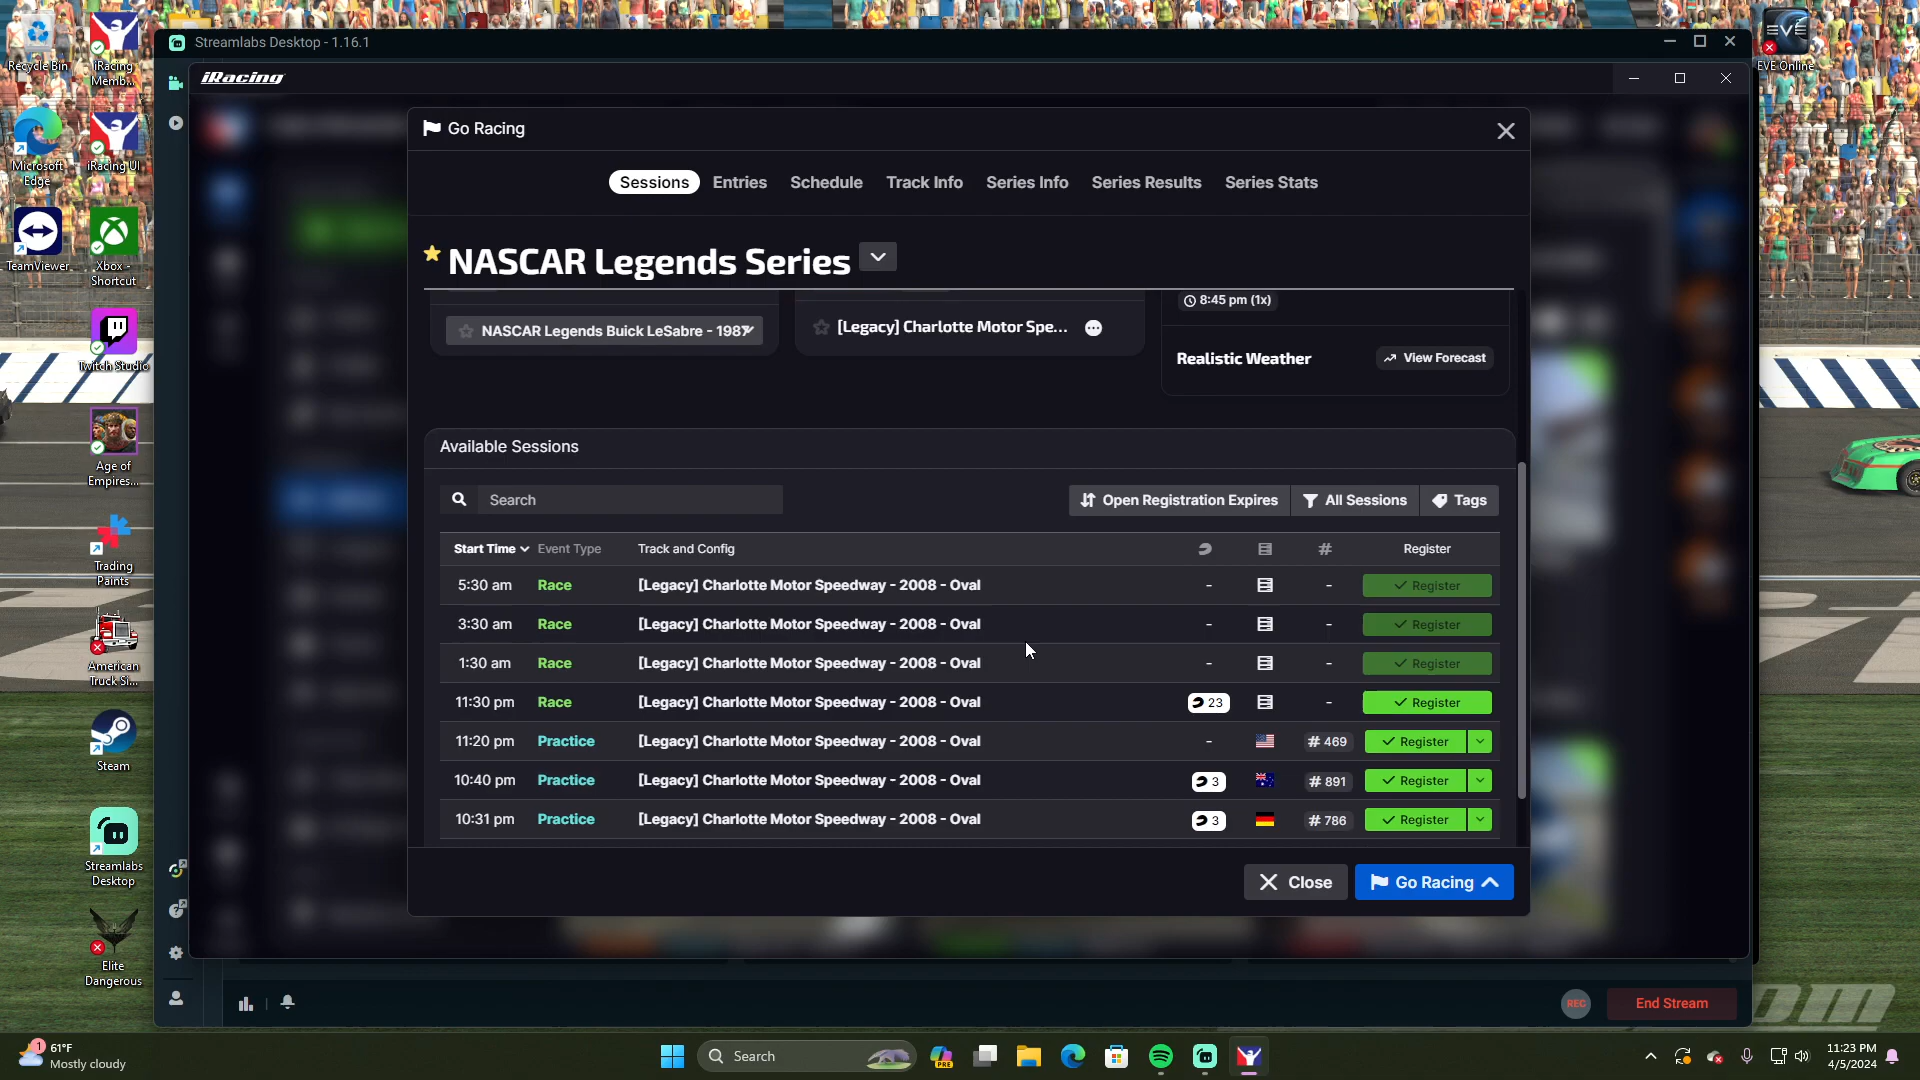 Streamlabs Desktop - 1.16.1
iRacing
Go Racing
Sessions Entries Schedule Track Info Series Info Series Results Series Stats
NASCAR Legends Series
8:45 pm (1x)
NASCAR Legends Buick LeSabre - 1987
[Legacy] Charlotte Motor Spe...
Realistic Weather
View Forecast
Available Sessions
Search
Open Registration Expires All Sessions Tags
Start Time Event Type Track and Config # Register
5:30 am Race [Legacy] Charlotte Motor Speedway - 2008 - Oval - - Register
3:30 am Race [Legacy] Charlotte Motor Speedway - 2008 - Oval - - Register
1:30 am Race [Legacy] Charlotte Motor Speedway - 2008 - Oval - - Register
11:30 pm Race [Legacy] Charlotte Motor Speedway - 2008 - Oval 23 - Register
11:20 pm Practice [Legacy] Charlotte Motor Speedway - 2008 - Oval - # 469 Register
10:40 pm Practice [Legacy] Charlotte Motor Speedway - 2008 - Oval 3 # 891 Register
10:31 pm Practice [Legacy] Charlotte Motor Speedway - 2008 - Oval 3 # 786 Register
Close Go Racing
REC End Stream
Recycle Bin
iRacing
Memb...
Microsoft
Edge
iRacing UI
TeamViewer
Xbox -
Shortcut
Twitch Studio
Age of
Empires...
Trading
Paints
American
Truck Si...
Steam
Streamlabs
Desktop
Elite
Dangerous
EVE
EVE Online
om
1
61°F
Mostly cloudy
Search
PRE
11:23 PM
4/5/2024